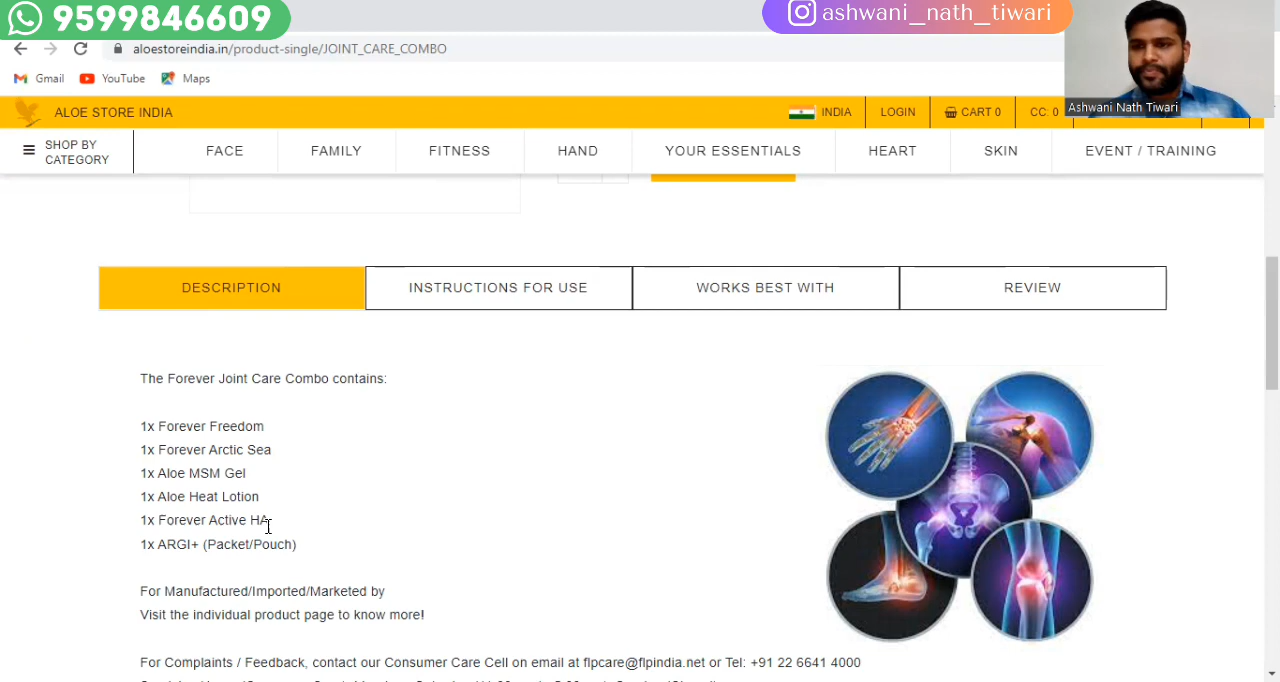 9599846609
ashwani_nath_tiwari
aloestoreindia.in/product-single/JOINT_CARE_COMBO
Gmail YouTube Maps
Ashwani Nath Tiwari
ALOE STORE INDIA INDIA LOGIN CART 0 CC: 0
SHOP BY
CATEGORY
FACE FAMILY FITNESS HAND YOUR ESSENTIALS HEART SKIN EVENT / TRAINING
DESCRIPTION INSTRUCTIONS FOR USE WORKS BEST WITH REVIEW
The Forever Joint Care Combo contains:
1x Forever Freedom
1x Forever Arctic Sea
1x Aloe MSM Gel
1x Aloe Heat Lotion
1x Forever Active HA
1x ARGI+ (Packet/Pouch)
For Manufactured/Imported/Marketed by
Visit the individual product page to know more!
For Complaints / Feedback, contact our Consumer Care Cell on email at flpcare@flpindia.net or Tel: +91 22 6641 4000